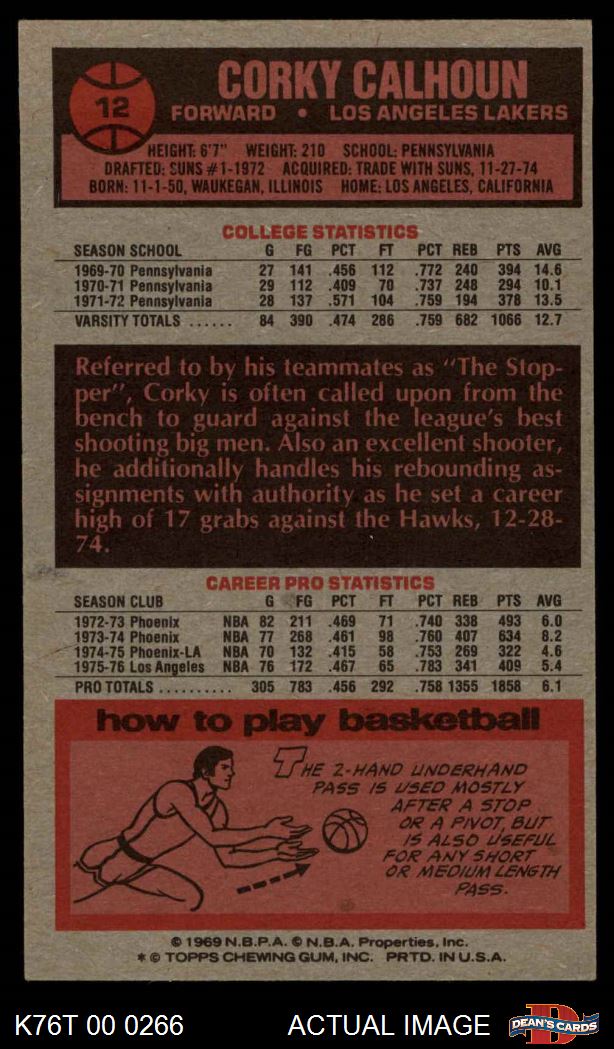 12
CORKY CALHOUN
FORWARD • LOS ANGELES LAKERS
HEIGHT: 6'7" WEIGHT: 210 SCHOOL: PENNSYLVANIA
DRAFTED: SUNS #1-1972 ACQUIRED: TRADE WITH SUNS, 11-27-74
BORN: 11-1-50, WAUKEGAN, ILLINOIS HOME: LOS ANGELES, CALIFORNIA
COLLEGE STATISTICS
SEASON SCHOOL G FG PCT FT PCT REB PTS AVG
1969-70 Pennsylvania 27 141 .456 112 .772 240 394 14.6
1970-71 Pennsylvania 29 112 .409 70 .737 248 294 10.1
1971-72 Pennsylvania 28 137 .571 104 .759 194 378 13.5
VARSITY TOTALS ...... 84 390 .474 286 .759 682 1066 12.7
Referred to by his teammates as "The Stop-
per", Corky is often called upon from the
bench to guard against the league's best
shooting big men. Also an excellent shooter,
he additionally handles his rebounding as-
signments with authority as he set a career
high of 17 grabs against the Hawks, 12-28-
74.
CAREER PRO STATISTICS
SEASON CLUB G FG PCT FT PCT REB PTS AVG
1972-73 Phoenix NBA 82 211 .469 71 .740 338 493 6.0
1973-74 Phoenix NBA 77 268 .461 98 .760 407 634 8.2
1974-75 Phoenix-LA NBA 70 132 .415 58 .753 269 322 4.6
1975-76 Los Angeles NBA 76 172 .467 65 .783 341 409 5.4
PRO TOTALS .......... 305 783 .456 292 .758 1355 1858 6.1
how to play basketball
THE 2-HAND UNDERHAND
PASS IS USED MOSTLY
AFTER A STOP
OR A PIVOT, BUT
IS ALSO USEFUL
FOR ANY SHORT
OR MEDIUM LENGTH
PASS.
© 1969 N.B.P.A. © N.B.A. Properties, Inc.
* © TOPPS CHEWING GUM, INC. PRTD. IN U.S.A.
K76T 00 0266 ACTUAL IMAGE D DEAN'S CARDS